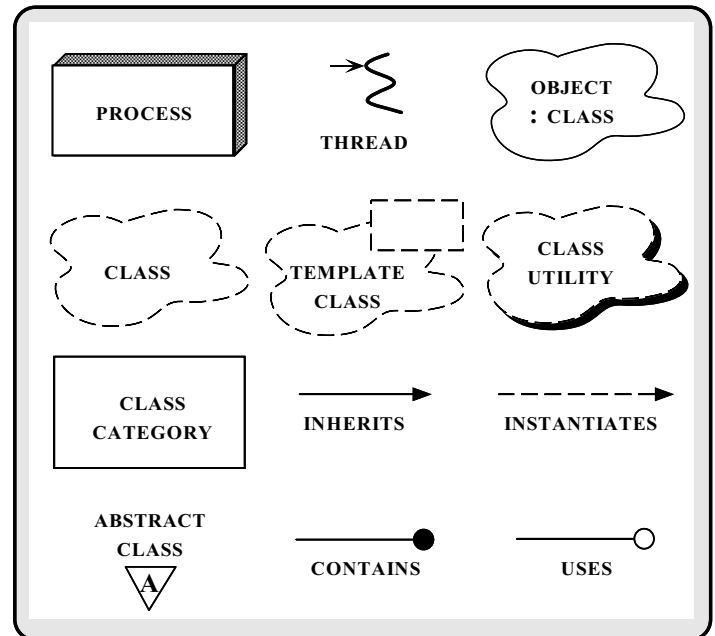 PROCESS
THREAD
OBJECT
: CLASS
CLASS
TEMPLATE
CLASS
CLASS
UTILITY
CLASS
CATEGORY
INHERITS
INSTANTIATES
ABSTRACT
CLASS
A
CONTAINS
USES